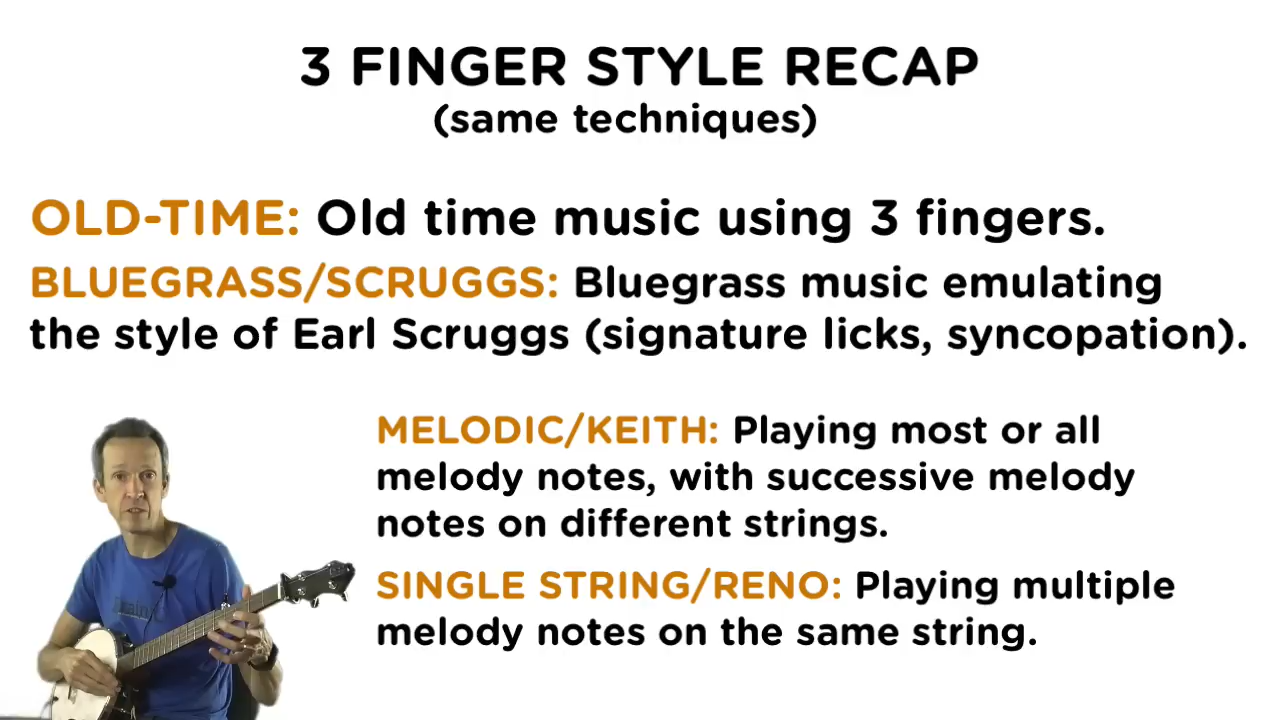 3 FINGER STYLE RECAP
(same techniques)
OLD-TIME: Old time music using 3 fingers.
BLUEGRASS/SCRUGGS: Bluegrass music emulating
the style of Earl Scruggs (signature licks, syncopation).
MELODIC/KEITH: Playing most or all
melody notes, with successive melody
notes on different strings.
SINGLE STRING/RENO: Playing multiple
melody notes on the same string.